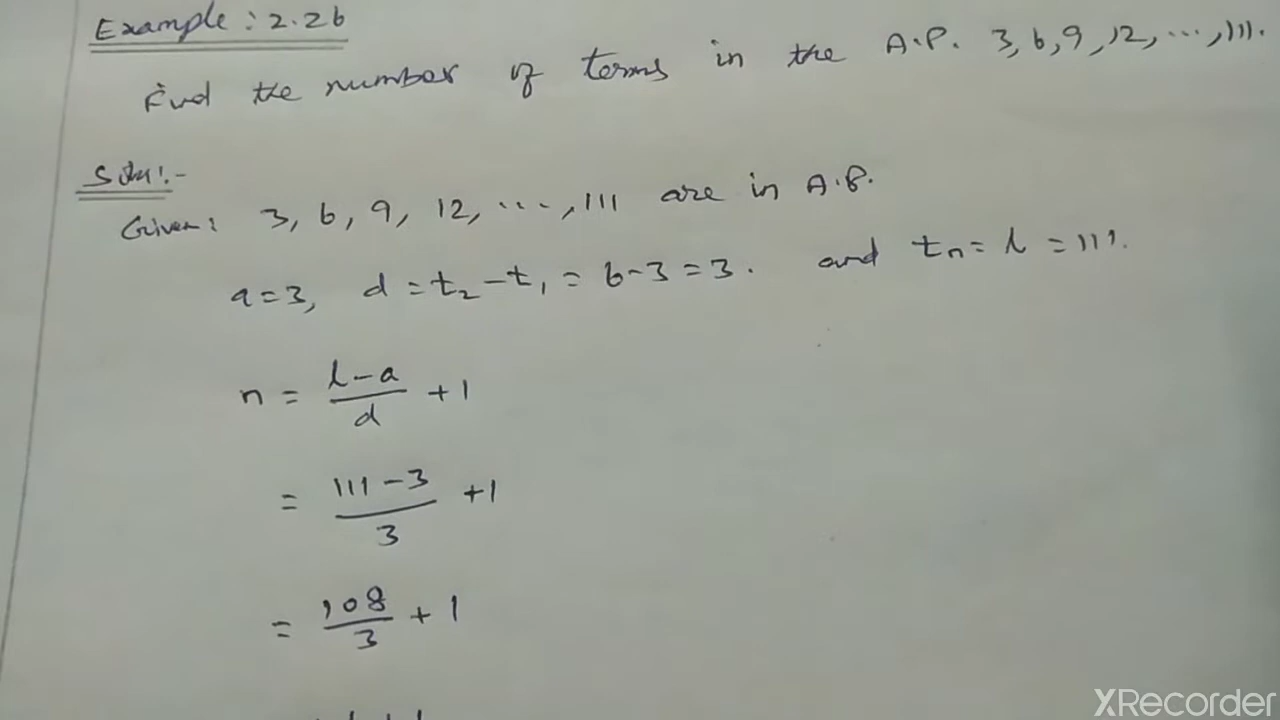 Example: 2.26
Find the number of terms in the A.P. 3, 6, 9, 12, ..., 111.
Soln:-
Given: 3, 6, 9, 12, ...., 111 are in A.P.
a = 3, d = t₂ - t₁ = 6 - 3 = 3. and tₙ = l = 111.
n = (l - a)/d + 1
= (111 - 3)/3 + 1
= 108/3 + 1
XRecorder